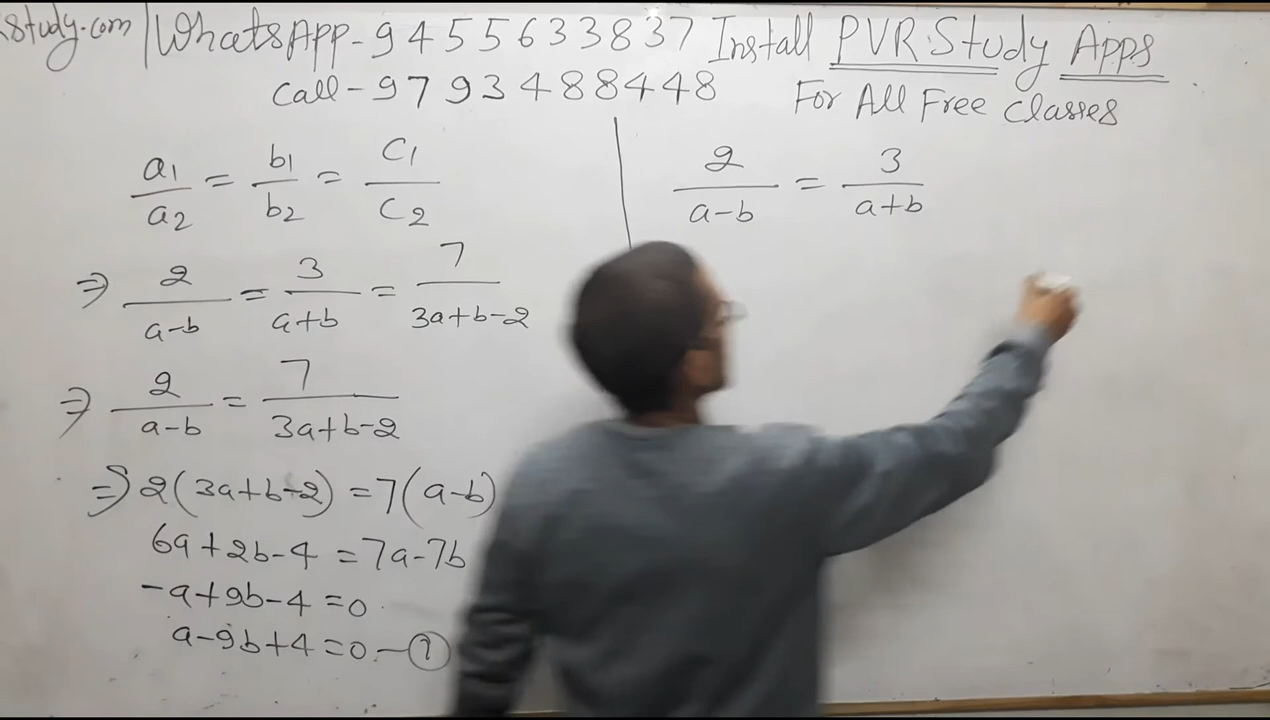 study.com | WhatsApp-9455633837 Install PVR Study Apps
Call-9793488448 For All Free Classes
a1/a2 = b1/b2 = C1/C2
⇒ 2/(a-b) = 3/(a+b) = 7/(3a+b-2)
⇒ 2/(a-b) = 7/(3a+b-2)
⇒ 2(3a+b-2) = 7(a-b)
6a+2b-4 = 7a-7b
-a+9b-4 = 0
a-9b+4 = 0 - ①
2/(a-b) = 3/(a+b)